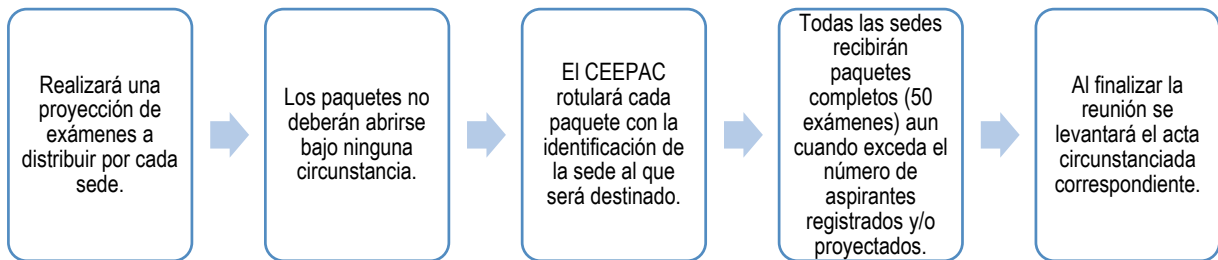 Realizará una
proyección de
exámenes a
distribuir por cada
sede.
Los paquetes no
deberán abrirse
bajo ninguna
circunstancia.
El CEEPAC
rotulará cada
paquete con la
identificación de
la sede al que
será destinado.
Todas las sedes
recibirán
paquetes
completos (50
exámenes) aun
cuando exceda el
número de
aspirantes
registrados y/o
proyectados.
Al finalizar la
reunión se
levantará el acta
circunstanciada
correspondiente.